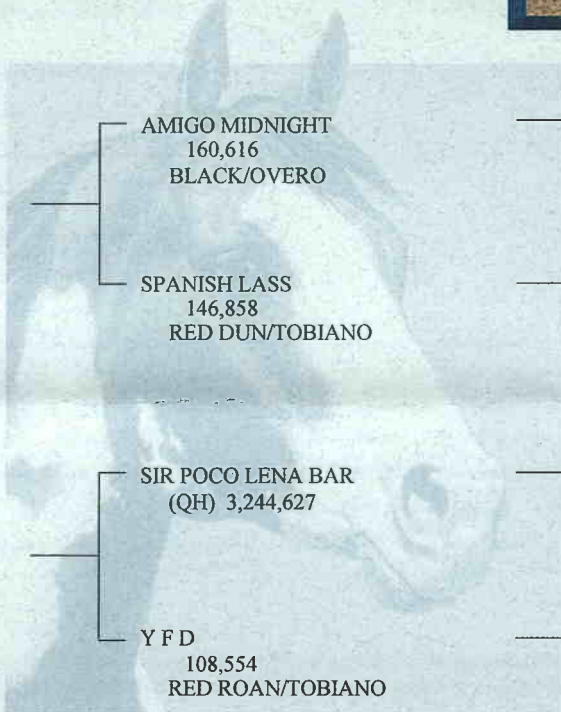 AMIGO MIDNIGHT
160,616
BLACK/OVERO
SPANISH LASS
146,858
RED DUN/TOBIANO
SIR POCO LENA BAR
(QH) 3,244,627
Y F D
108,554
RED ROAN/TOBIANO